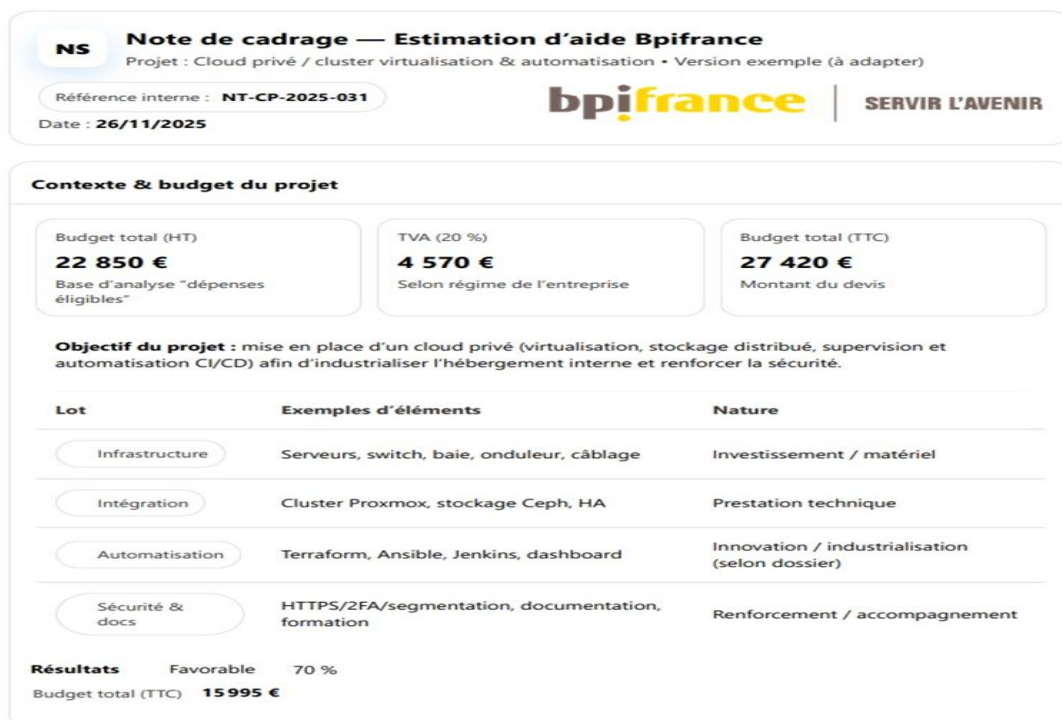 NS
Note de cadrage — Estimation d’aide Bpifrance
Projet : Cloud privé / cluster virtualisation & automatisation • Version exemple (à adapter)
Référence interne : NT-CP-2025-031
Date : 26/11/2025
bpifrance
SERVIR L'AVENIR
Contexte & budget du projet
Budget total (HT)
22 850 €
Base d’analyse “dépenses
éligibles”
TVA (20 %)
4 570 €
Selon régime de l’entreprise
Budget total (TTC)
27 420 €
Montant du devis
Objectif du projet : mise en place d’un cloud privé (virtualisation, stockage distribué, supervision et
automatisation CI/CD) afin d’industrialiser l’hébergement interne et renforcer la sécurité.
Lot Exemples d’éléments Nature
Infrastructure Serveurs, switch, baie, onduleur, câblage Investissement / matériel
Intégration Cluster Proxmox, stockage Ceph, HA Prestation technique
Automatisation Terraform, Ansible, Jenkins, dashboard Innovation / industrialisation
(selon dossier)
Sécurité &
docs
HTTPS/2FA/segmentation, documentation,
formation
Renforcement / accompagnement
Résultats Favorable 70 %
Budget total (TTC) 15 995 €